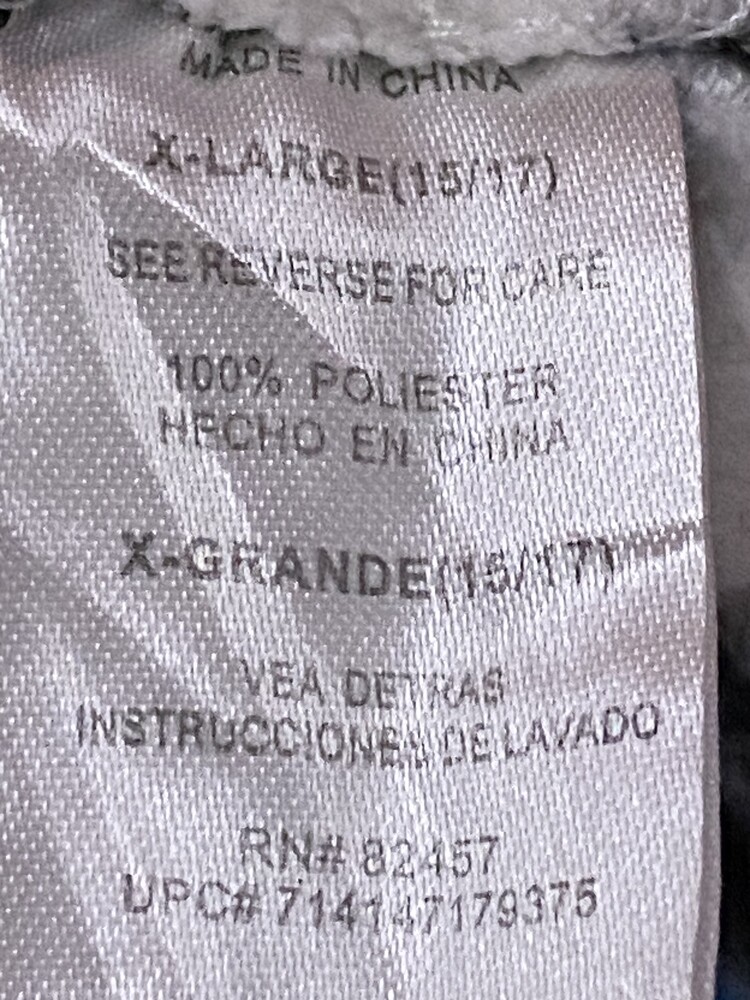 MADE IN CHINA
X-LARGE(15/17)
SEE REVERSE FOR CARE
100% POLIESTER
HECHO EN CHINA
X-GRANDE(15/17)
VEA DETRAS
INSTRUCCIONES DE LAVADO
RN# 82457
UPC# 714147179375